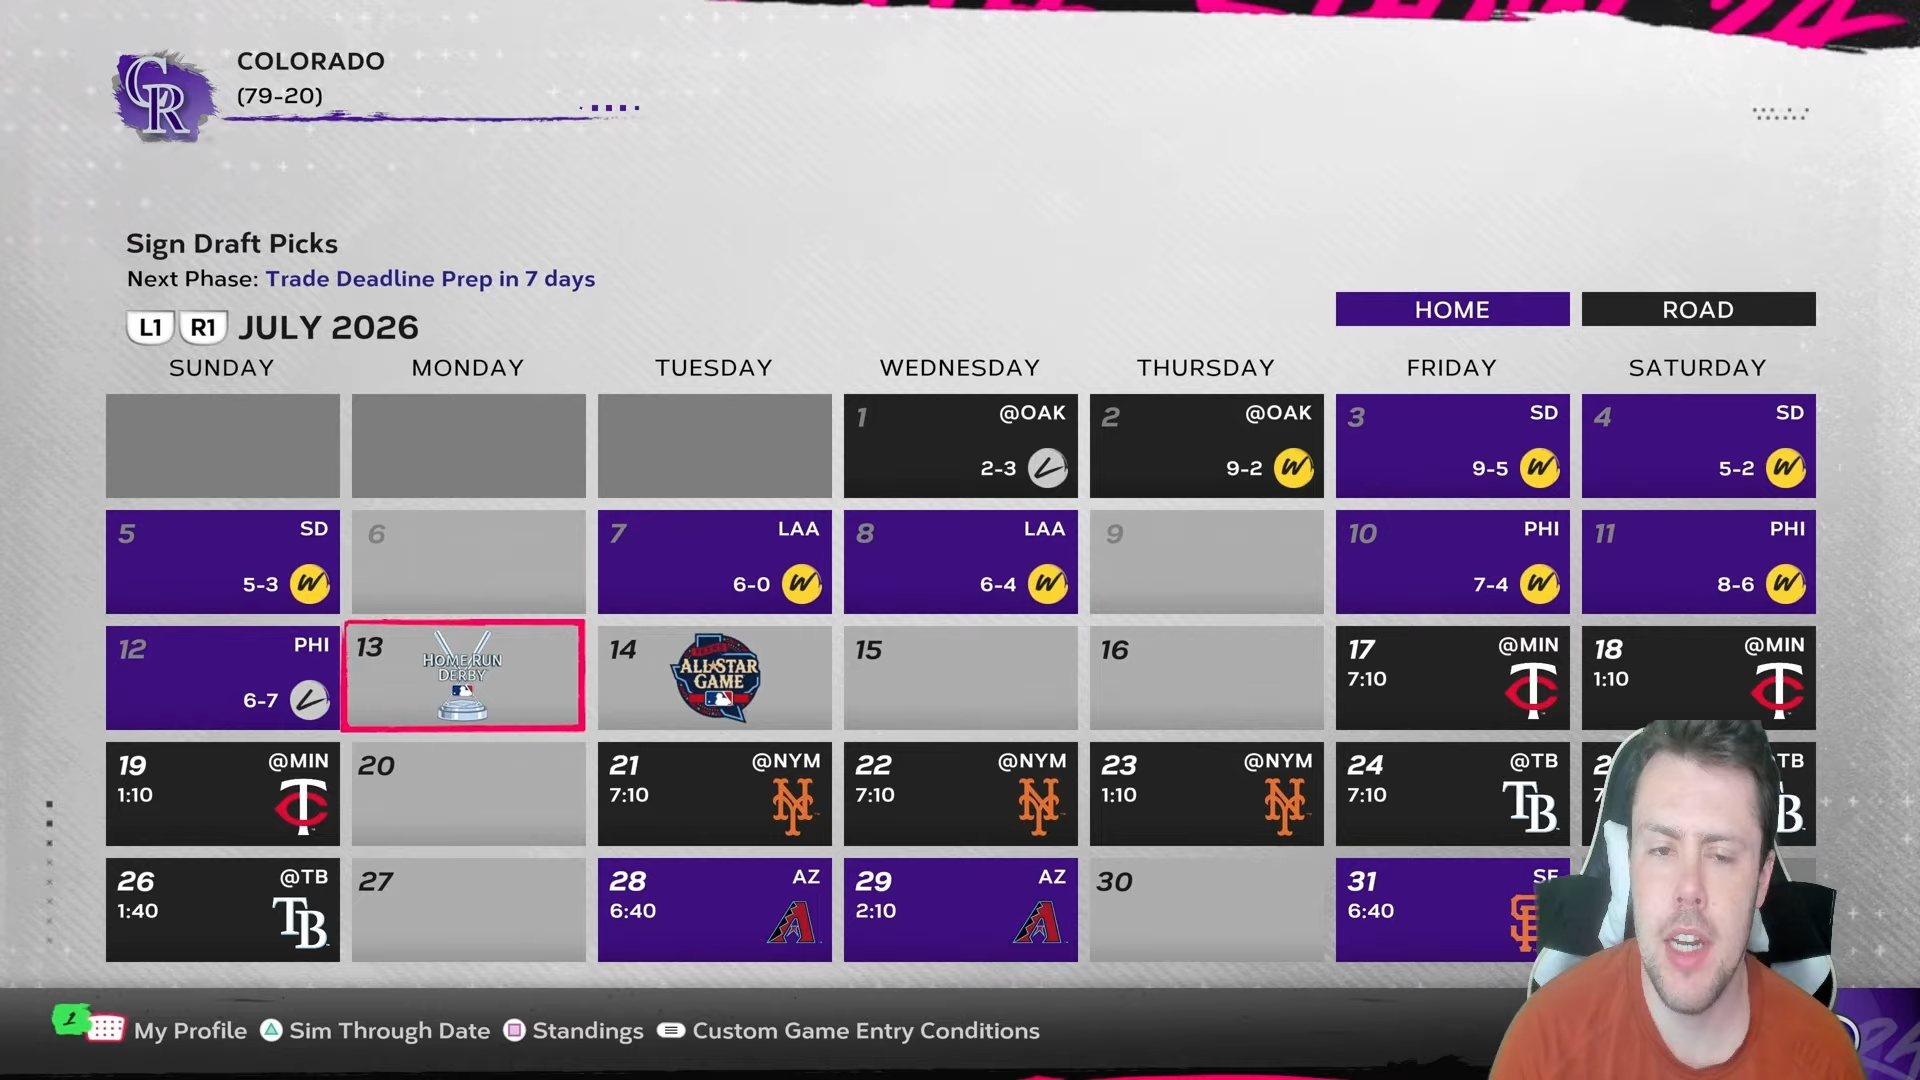 COLORADO
(79-20)
Sign Draft Picks
Next Phase: Trade Deadline Prep in 7 days
L1 R1 JULY 2026
HOME ROAD
SUNDAY MONDAY TUESDAY WEDNESDAY THURSDAY FRIDAY SATURDAY
1 @OAK 2 @OAK 3 SD 4 SD
2-3 L 9-2 W 9-5 W 5-2 W
5 SD 6 7 LAA 8 LAA 9 10 PHI 11 PHI
5-3 W 6-0 W 6-4 W 7-4 W 8-6 W
12 PHI 13 HOME RUN DERBY 14 ALL-STAR GAME 15 16 17 @MIN 18 @MIN
6-7 L 7:10 1:10
19 @MIN 20 21 @NYM 22 @NYM 23 @NYM 24 @TB TB
1:10 7:10 7:10 1:10 7:10 TB
26 @TB 27 28 AZ 29 AZ 30 31 SF
1:40 TB 6:40 2:10 6:40 SF
My Profile Sim Through Date Standings Custom Game Entry Conditions